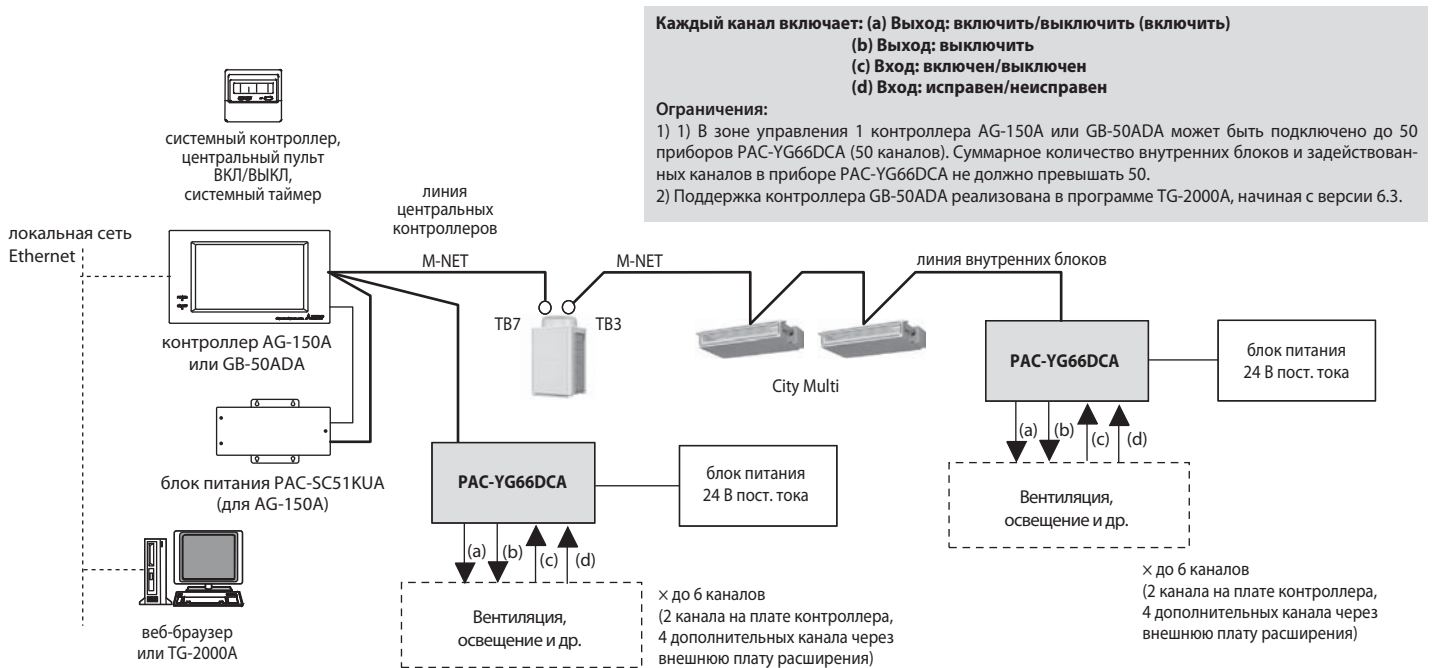 Каждый канал включает: (a) Выход: включить/выключить (включить)
(b) Выход: выключить
(c) Вход: включен/выключен
(d) Вход: исправен/неисправен
Ограничения:
1) 1) В зоне управления 1 контроллера AG-150A или GB-50ADA может быть подключено до 50
приборов PAC-YG66DCA (50 каналов). Суммарное количество внутренних блоков и задействован-
ных каналов в приборе PAC-YG66DCA не должно превышать 50.
2) Поддержка контроллера GB-50ADA реализована в программе TG-2000A, начиная с версии 6.3.
системный контроллер,
центральный пульт
ВКЛ/ВЫКЛ,
системный таймер
линия
центральных
контроллеров
локальная сеть
Ethernet
M-NET
M-NET
линия внутренних блоков
TB7
TB3
контроллер AG-150A
или GB-50ADA
City Multi
PAC-YG66DCA
блок питания
24 В пост. тока
(a)
(b)
(c)
(d)
Вентиляция,
освещение и др.
× до 6 каналов
(2 канала на плате контроллера,
4 дополнительных канала через
внешнюю плату расширения)
блок питания PAC-SC51KUA
(для AG-150A)
PAC-YG66DCA
блок питания
24 В пост. тока
(a)
(b)
(c)
(d)
Вентиляция,
освещение и др.
× до 6 каналов
(2 канала на плате контроллера,
4 дополнительных канала через
внешнюю плату расширения)
веб-браузер
или TG-2000A